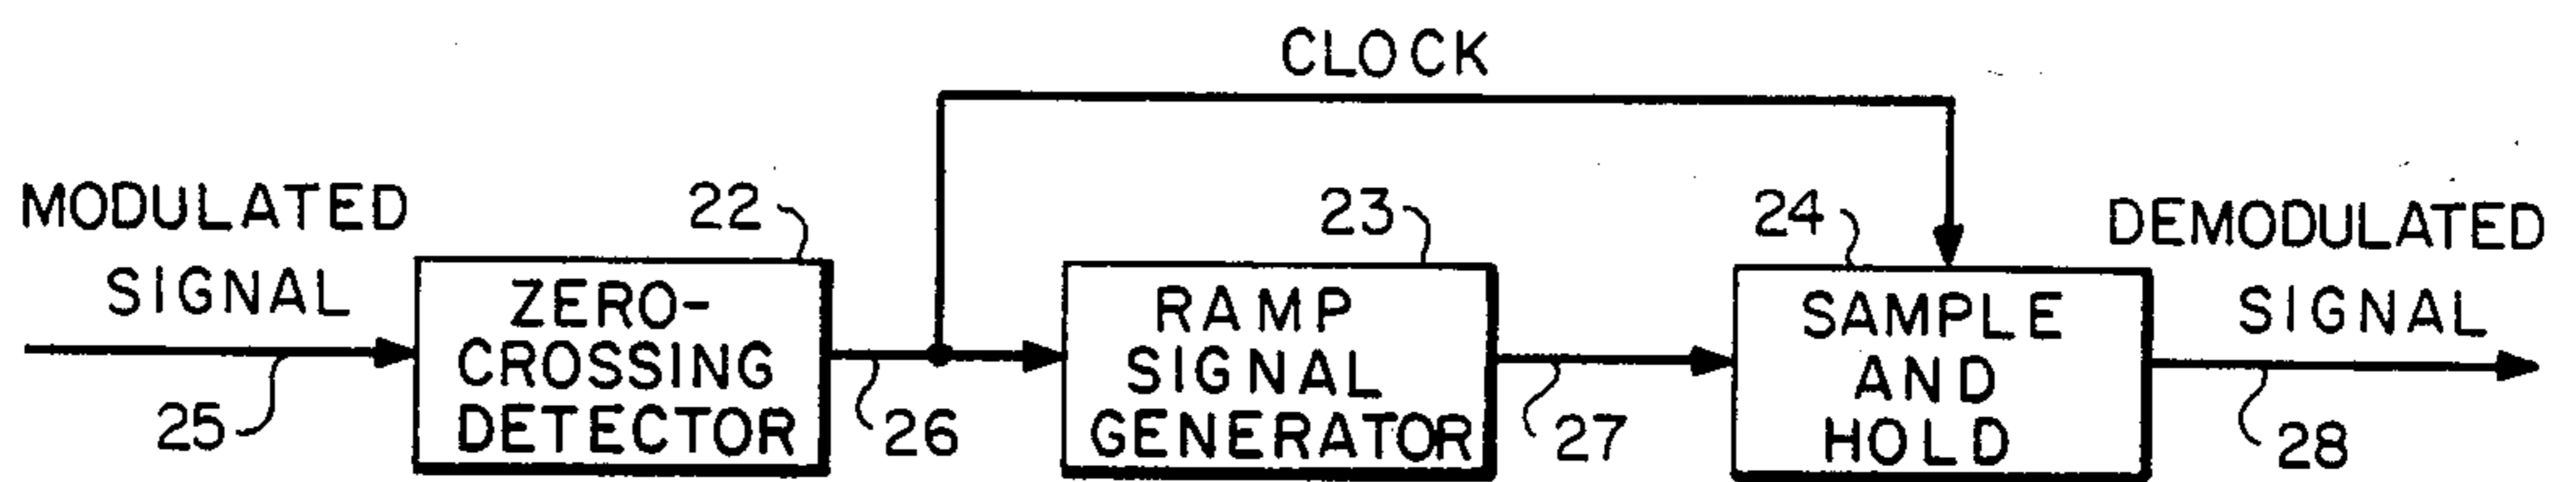 CLOCK
MODULATED
SIGNAL
25
22
ZERO-
CROSSING
DETECTOR
26
23
RAMP
SIGNAL
GENERATOR
27
24
SAMPLE
AND
HOLD
DEMODULATED
SIGNAL
28